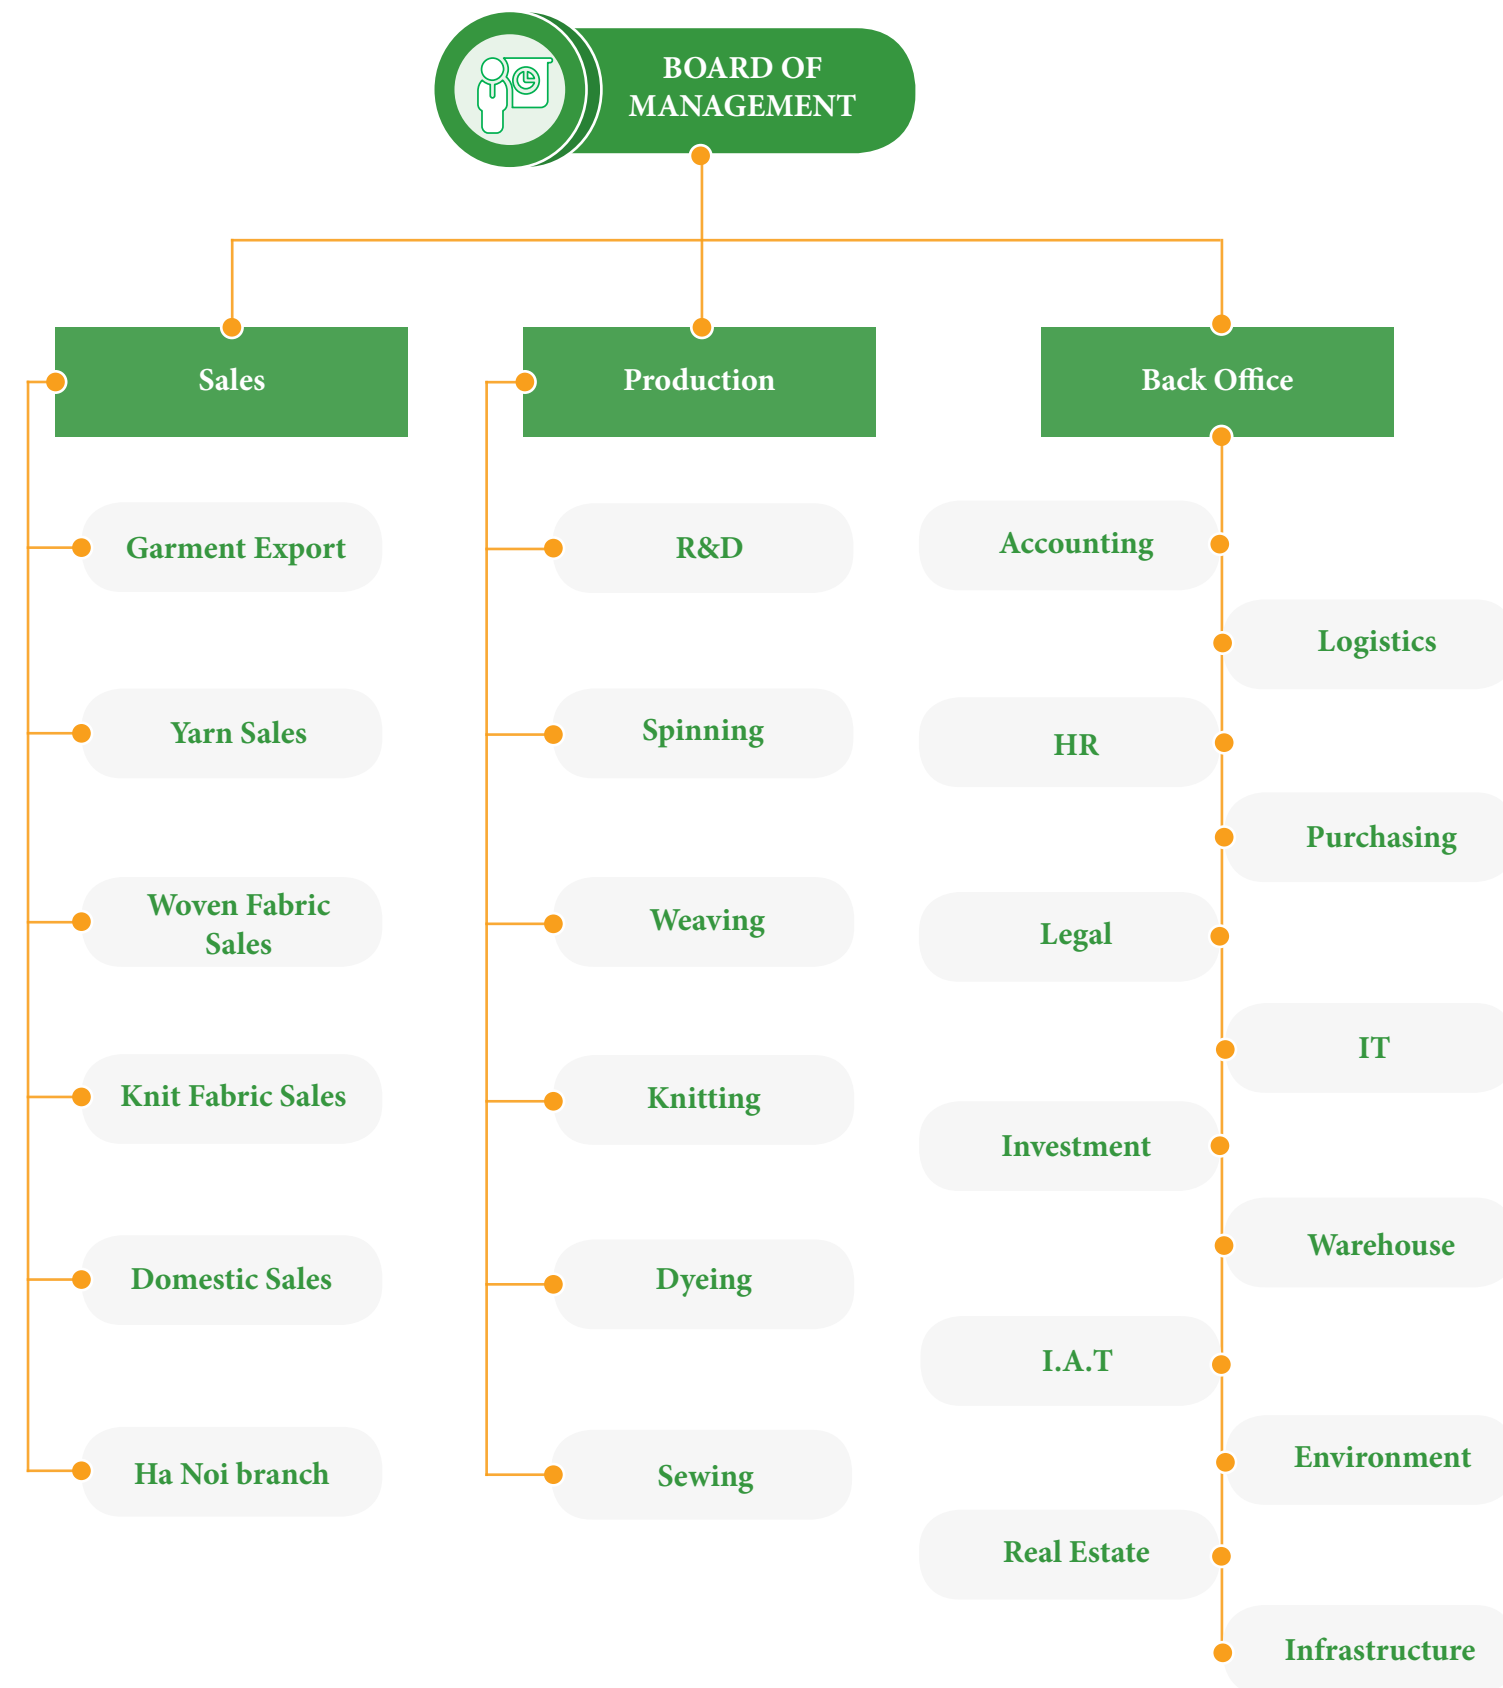 BOARD OF
MANAGEMENT
Sales
Garment Export
Yarn Sales
Woven Fabric
Sales
Knit Fabric Sales
Domestic Sales
Ha Noi branch
Production
R&D
Spinning
Weaving
Knitting
Dyeing
Sewing
Back Office
Accounting
Logistics
HR
Purchasing
Legal
IT
Investment
Warehouse
I.A.T
Environment
Real Estate
Infrastructure